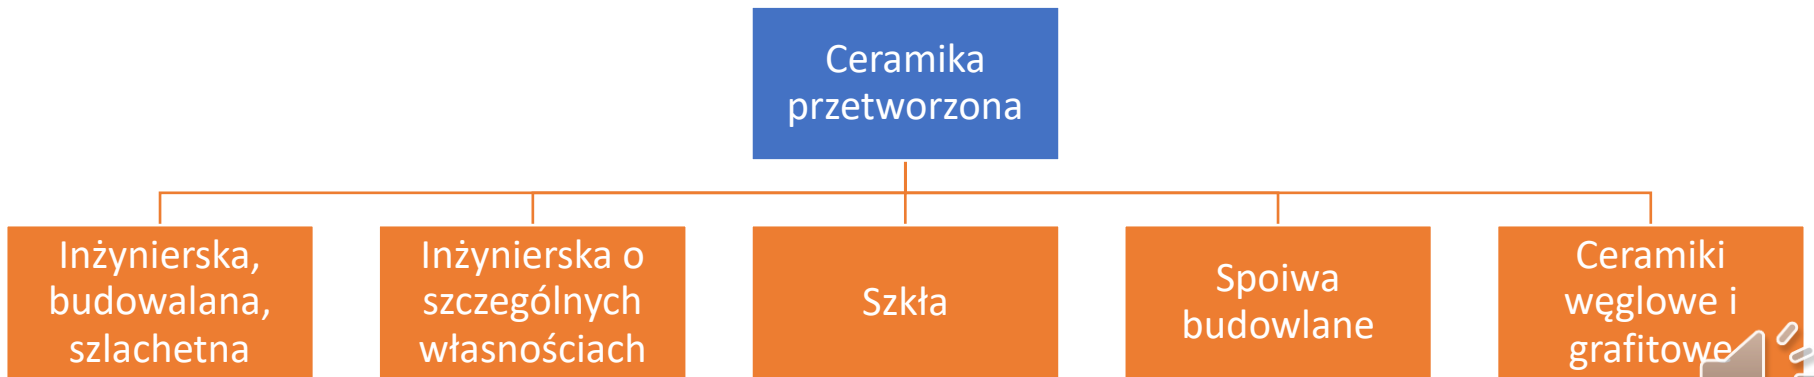 Ceramika
przetworzona
Inżynierska,
budowalana,
szlachetna
Inżynierska o
szczególnych
własnościach
Szkła
Spoiwa
budowlane
Ceramiki
węglowe i
grafitowe